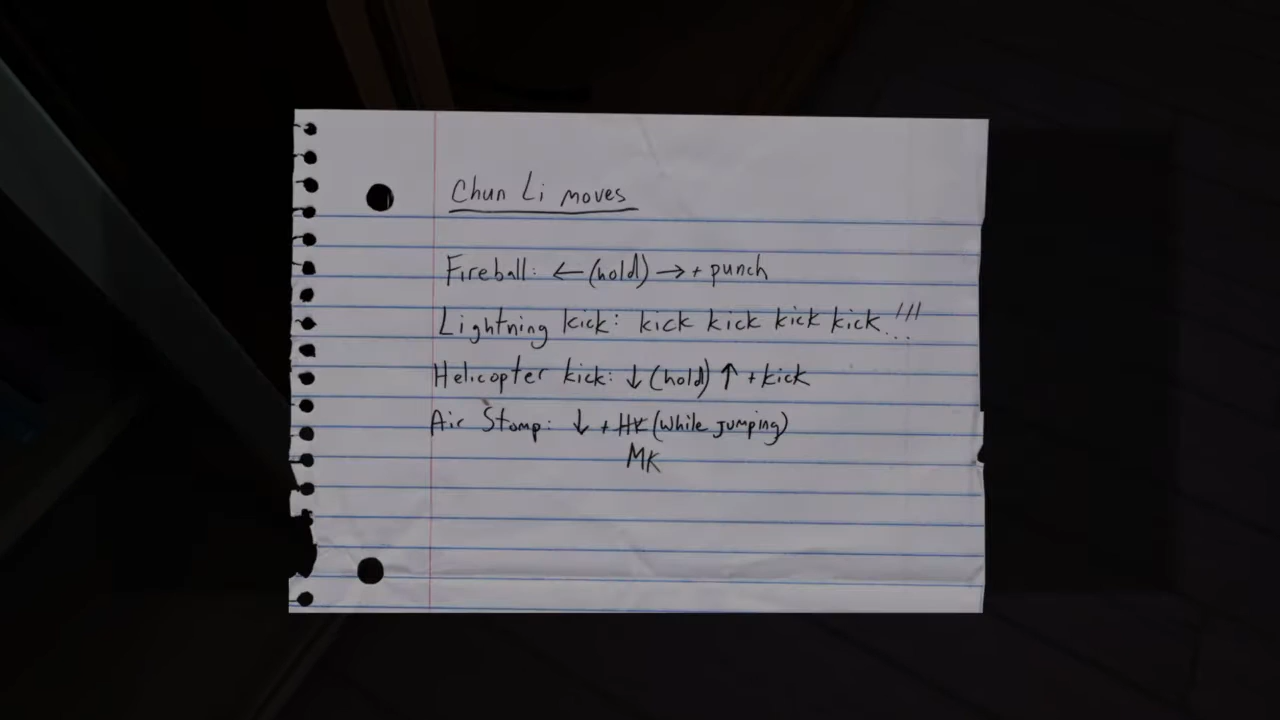 Chun Li moves
Fireball: ← (hold) → + punch
Lightning kick: kick kick kick kick...!!!
Helicopter kick: ↓ (hold) ↑ + kick
Air Stomp: ↓ + HK (while jumping)
MK